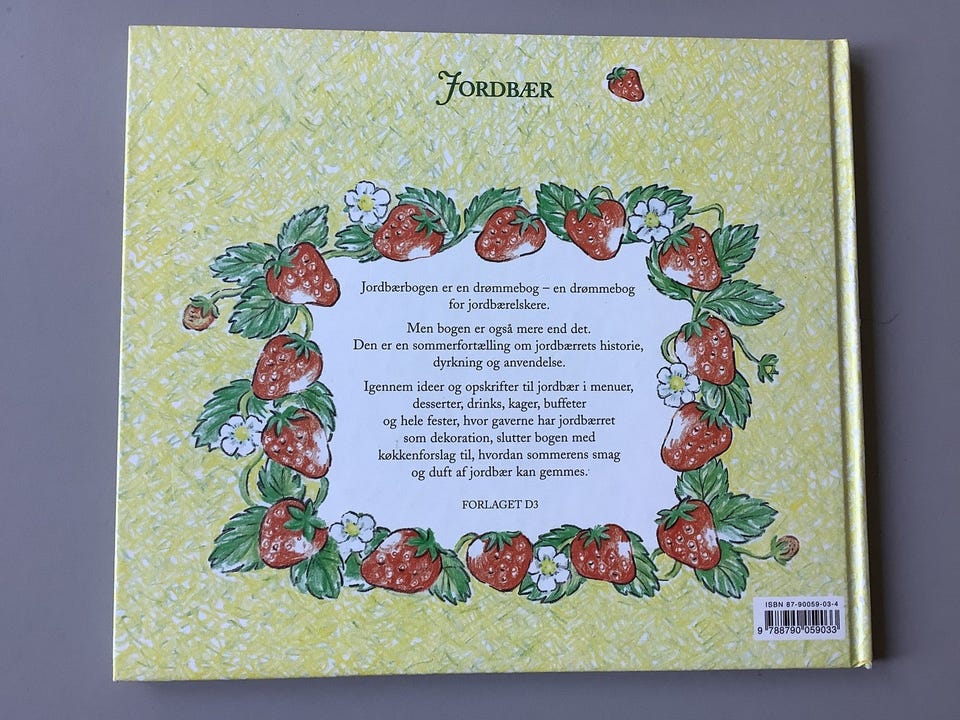 JORDBÆR
Jordbærbogen er en drømmebog – en drømmebog
for jordbærelskere.
Men bogen er også mere end det.
Den er en sommerfortælling om jordbærrets historie,
dyrkning og anvendelse.
Igennem ideer og opskrifter til jordbær i menuer,
desserter, drinks, kager, buffeter
og hele fester, hvor gaverne har jordbærret
som dekoration, slutter bogen med
køkkenforslag til, hvordan sommerens smag
og duft af jordbær kan gemmes.
FORLAGET D3
ISBN 87-90059-03-4
9 788790 059033